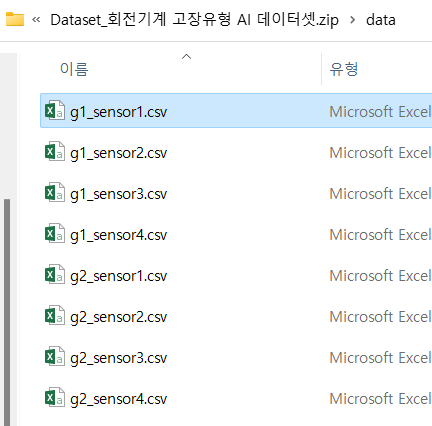 « Dataset_회전기계 고장유형 AI 데이터셋.zip > data
이름 유형
g1_sensor1.csv Microsoft Excel
g1_sensor2.csv Microsoft Excel
g1_sensor3.csv Microsoft Excel
g1_sensor4.csv Microsoft Excel
g2_sensor1.csv Microsoft Excel
g2_sensor2.csv Microsoft Excel
g2_sensor3.csv Microsoft Excel
g2_sensor4.csv Microsoft Excel